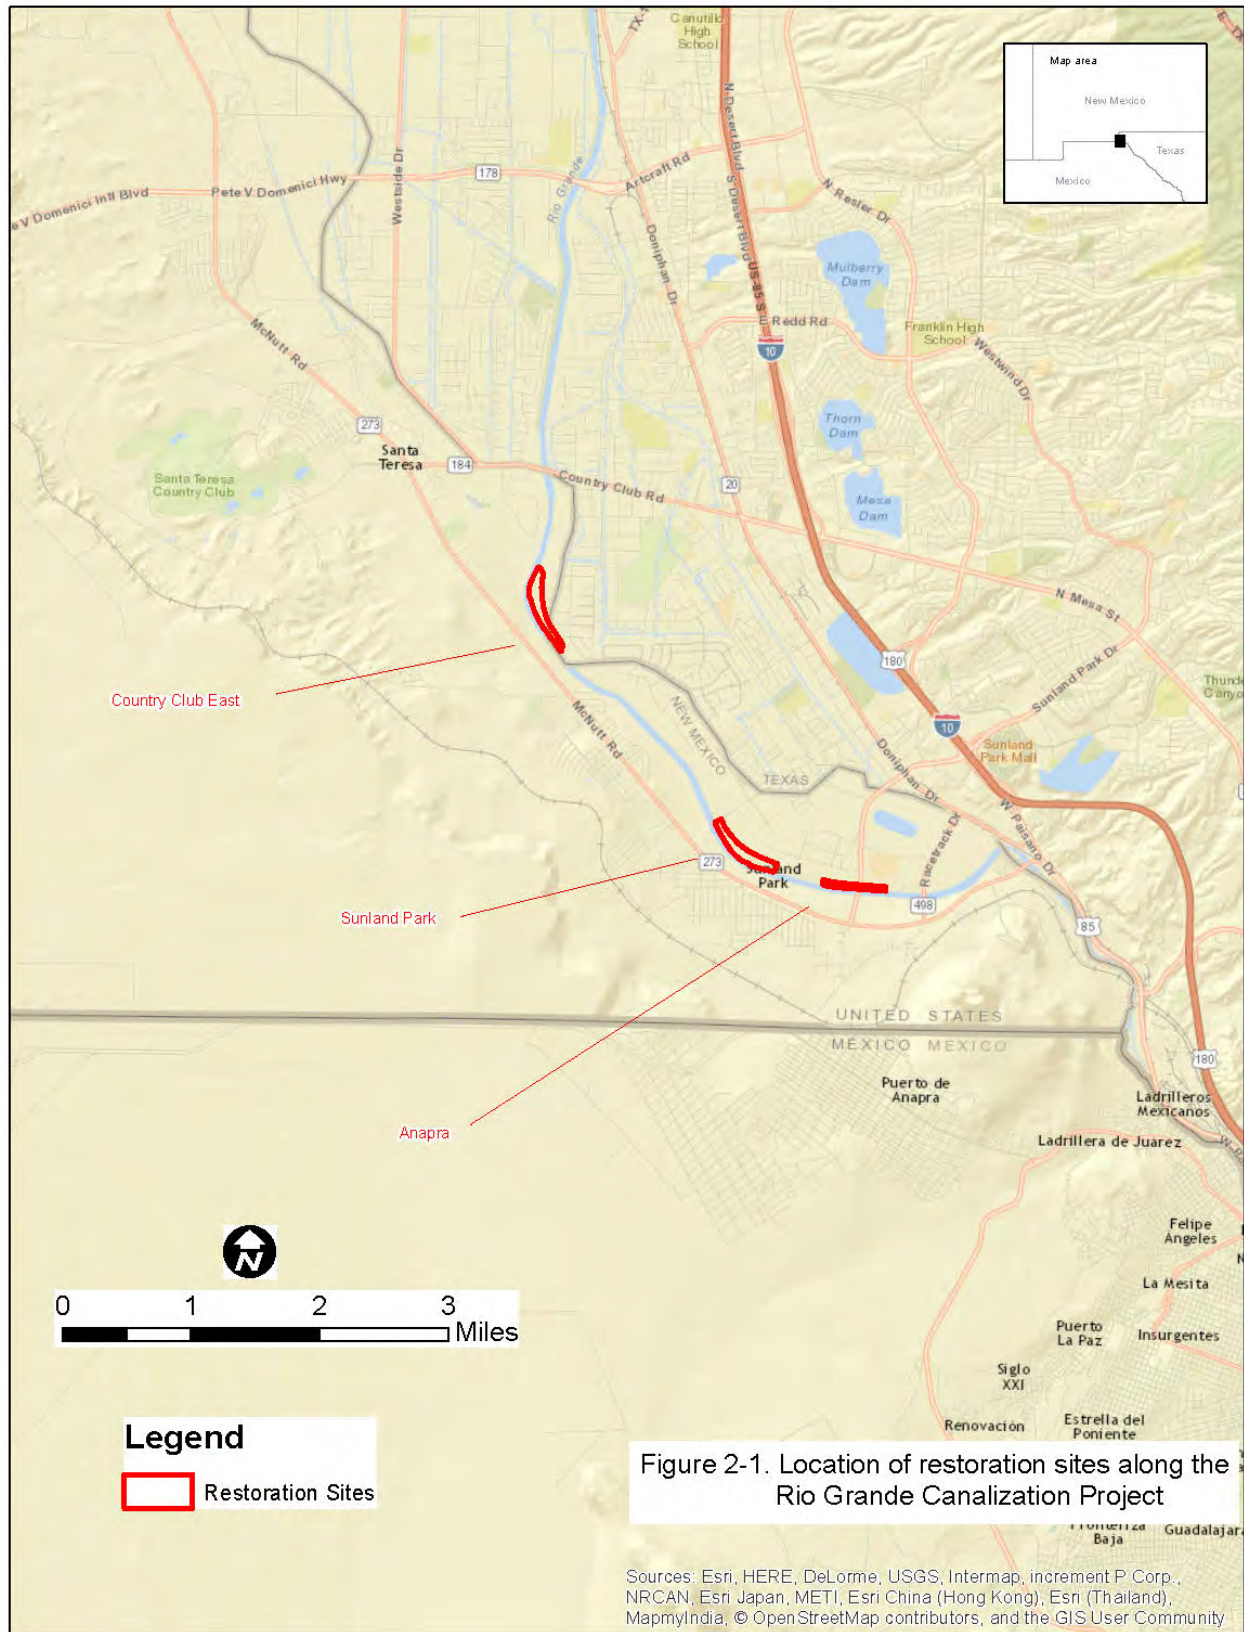 Canutillo
High
School
TX-1
Map area
New Mexico
Texas
Mexico
N Desert Blvd
S Desert Blvd
US-85 S
Rio Grande
Westside Dr
178
Artcraft Rd
Pete V Domenici Hwy
e V Domenici Intl Blvd
N Resler Dr
Doniphan Dr
Mulberry
Dam
E Redd Rd
Franklin High
School
10
Westwind Dr
McNutt Rd
273
Santa
Teresa
184
Thorn
Dam
Santa Teresa
Country Club
Country Club Rd
20
Mesa
Dam
N Mesa St
180
Sunland Park Dr
Country Club East
McNutt Rd
NEW MEXICO
TEXAS
10
Sunland
Park Mall
Doniphan Dr
W Paisano Dr
Racetrack Dr
273
Sunland
Park
498
Sunland Park
85
UNITED STATES
MÉXICO MEXICO
180
Puerto de
Anapra
Ladrilleros
Mexicanos
Anapra
Ladrillera de Juarez
Felipe
Angeles
N
0 1 2 3
Miles
La Mesita
Puerto
La Paz
Insurgentes
Siglo
XXI
Renovación
Estrella del
Poniente
Legend
Restoration Sites
Figure 2-1. Location of restoration sites along the
Rio Grande Canalization Project
Baja
Guadalajara
Sources: Esri, HERE, DeLorme, USGS, Intermap, increment P Corp.,
NRCAN, Esri Japan, METI, Esri China (Hong Kong), Esri (Thailand),
MapmyIndia, © OpenStreetMap contributors, and the GIS User Community